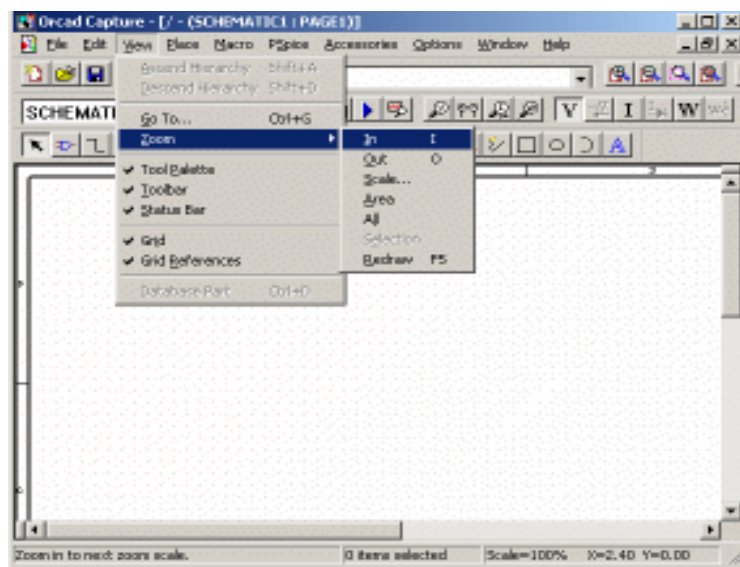 Orcad Capture - [/ - (SCHEMATIC1 : PAGE1)]
File Edit View Place Macro PSpice Accessories Options Window Help
Ascend Hierarchy Shift+A
Descend Hierarchy Shift+D
SCHEMATI
V I W
Go To... Ctrl+G
Zoom
In I
Out O
Scale...
Area
All
Selection
Redraw F5
Tool Palette
Toolbar
Status Bar
Grid
Grid References
Database Part Ctrl+D
A
2
Zoom in to next zoom scale. 0 items selected Scale=100% X=2.40 Y=0.00